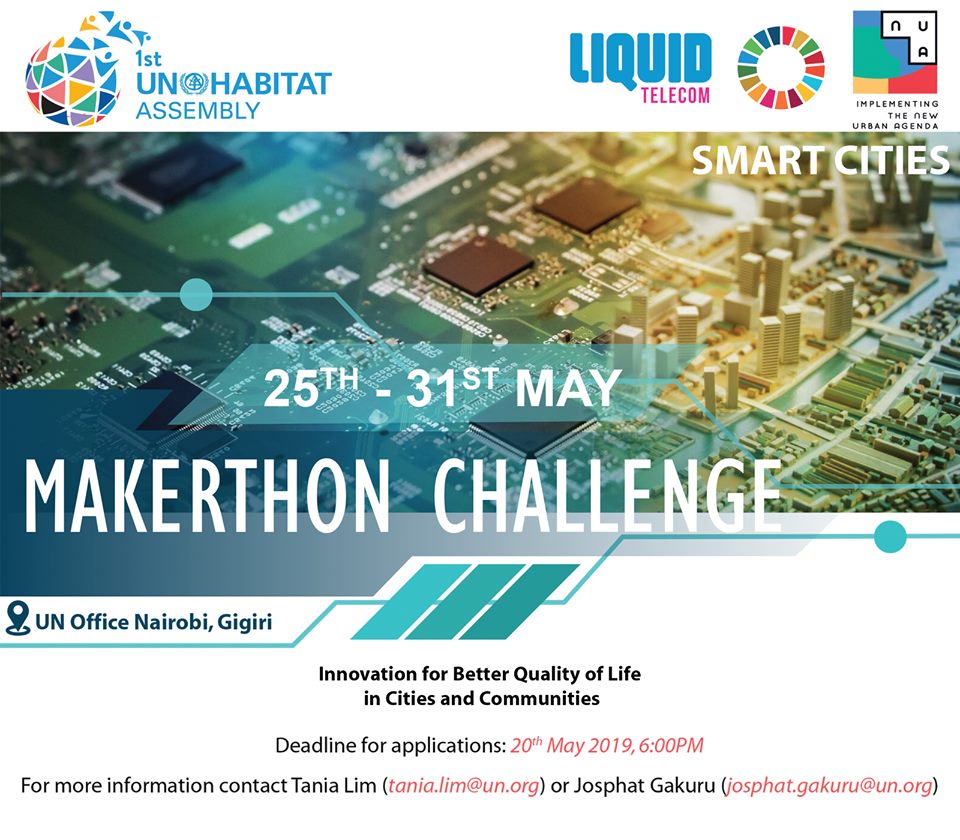 1st
UN HABITAT
ASSEMBLY
LIQUID
TELECOM
NUA
IMPLEMENTING
THE NEW
URBAN AGENDA
SMART CITIES
25TH - 31ST MAY
MAKERTHON CHALLENGE
UN Office Nairobi, Gigiri
Innovation for Better Quality of Life
in Cities and Communities
Deadline for applications: 20th May 2019, 6:00PM
For more information contact Tania Lim (tania.lim@un.org) or Josphat Gakuru (josphat.gakuru@un.org)